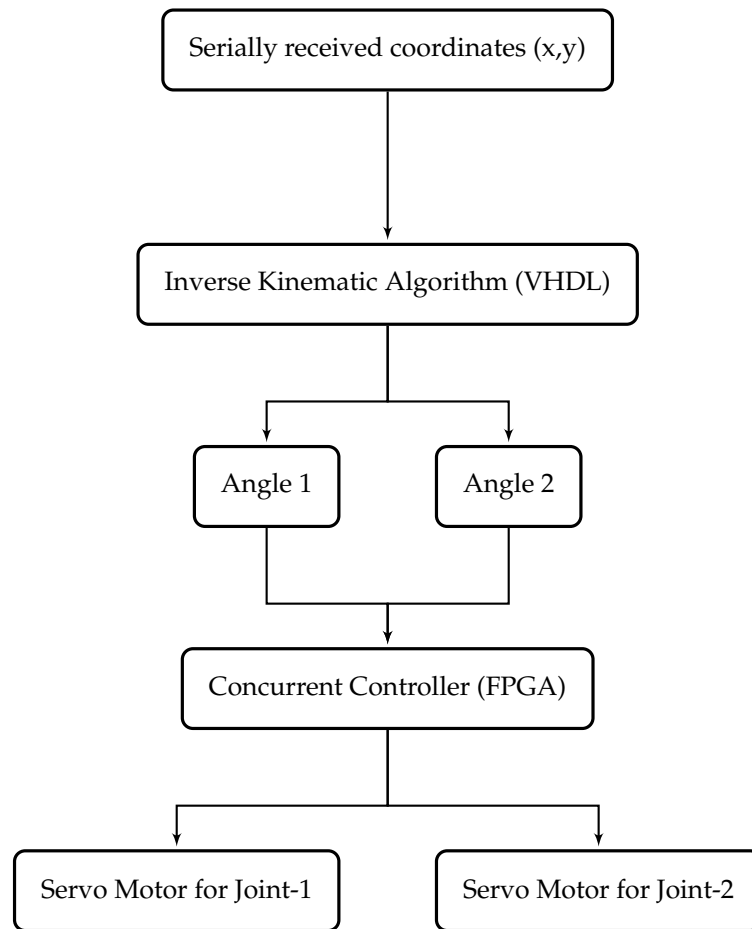 Serially received coordinates (x,y)
Inverse Kinematic Algorithm (VHDL)
Angle 1
Angle 2
Concurrent Controller (FPGA)
Servo Motor for Joint-1
Servo Motor for Joint-2